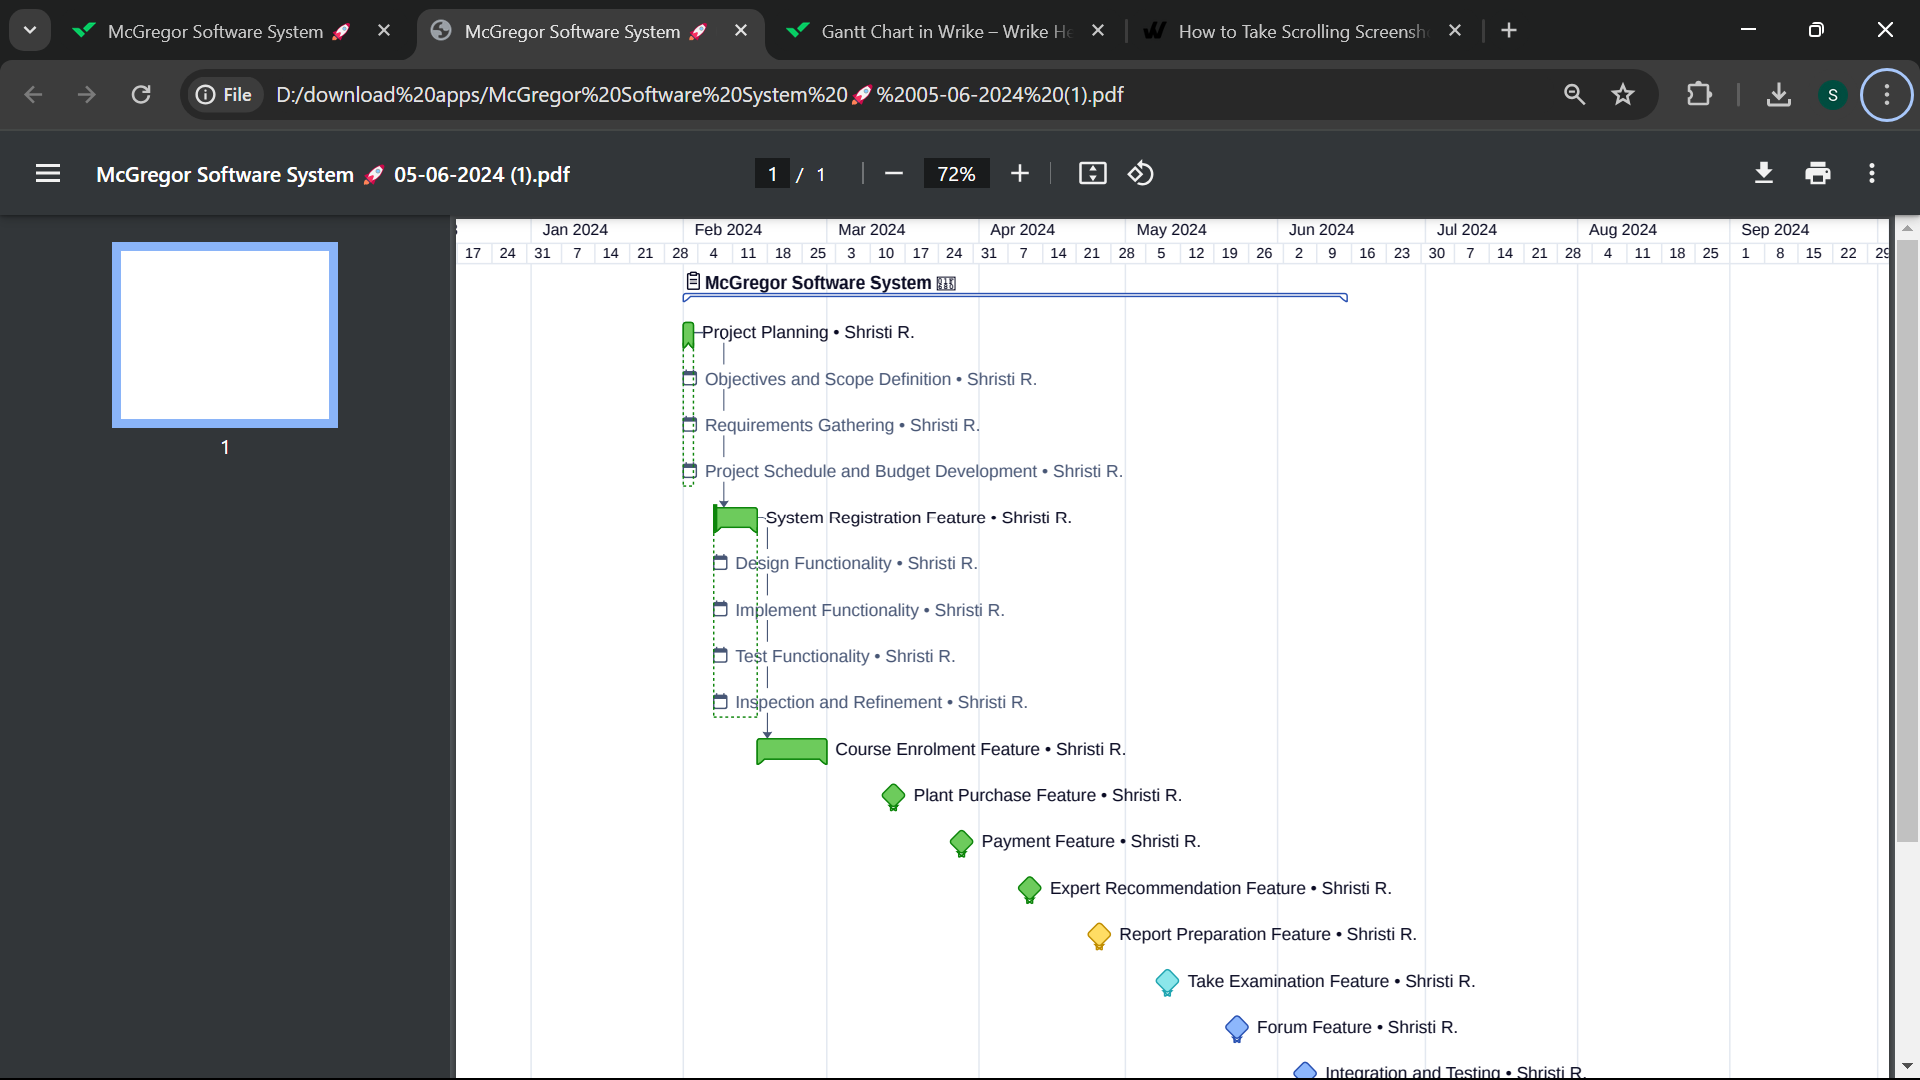 McGregor Software System 🚀
McGregor Software System 🚀
Gantt Chart in Wrike – Wrike He
How to Take Scrolling Screensh
File
D:/download%20apps/McGregor%20Software%20System%20🚀%2005-06-2024%20(1).pdf
S
McGregor Software System 🚀 05-06-2024 (1).pdf
1 / 1
72%
1
Jan 2024 Feb 2024 Mar 2024 Apr 2024 May 2024 Jun 2024 Jul 2024 Aug 2024 Sep 2024
17 24 31 7 14 21 28 4 11 18 25 3 10 17 24 31 7 14 21 28 5 12 19 26 2 9 16 23 30 7 14 21 28 4 11 18 25 1 8 15 22 29
McGregor Software System
Project Planning • Shristi R.
Objectives and Scope Definition • Shristi R.
Requirements Gathering • Shristi R.
Project Schedule and Budget Development • Shristi R.
System Registration Feature • Shristi R.
Design Functionality • Shristi R.
Implement Functionality • Shristi R.
Test Functionality • Shristi R.
Inspection and Refinement • Shristi R.
Course Enrolment Feature • Shristi R.
Plant Purchase Feature • Shristi R.
Payment Feature • Shristi R.
Expert Recommendation Feature • Shristi R.
Report Preparation Feature • Shristi R.
Take Examination Feature • Shristi R.
Forum Feature • Shristi R.
Integration and Testing • Shristi R.